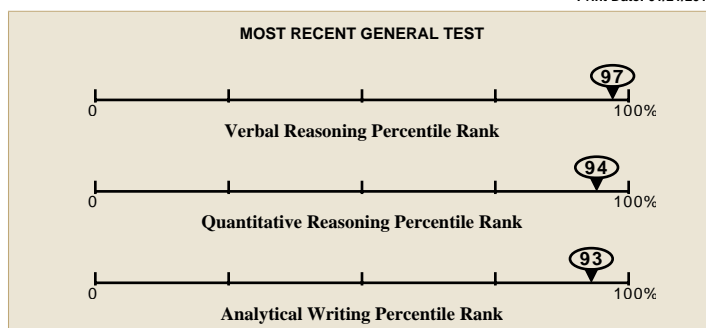 MOST RECENT GENERAL TEST
97
0 100%
Verbal Reasoning Percentile Rank
94
0 100%
Quantitative Reasoning Percentile Rank
93
0 100%
Analytical Writing Percentile Rank